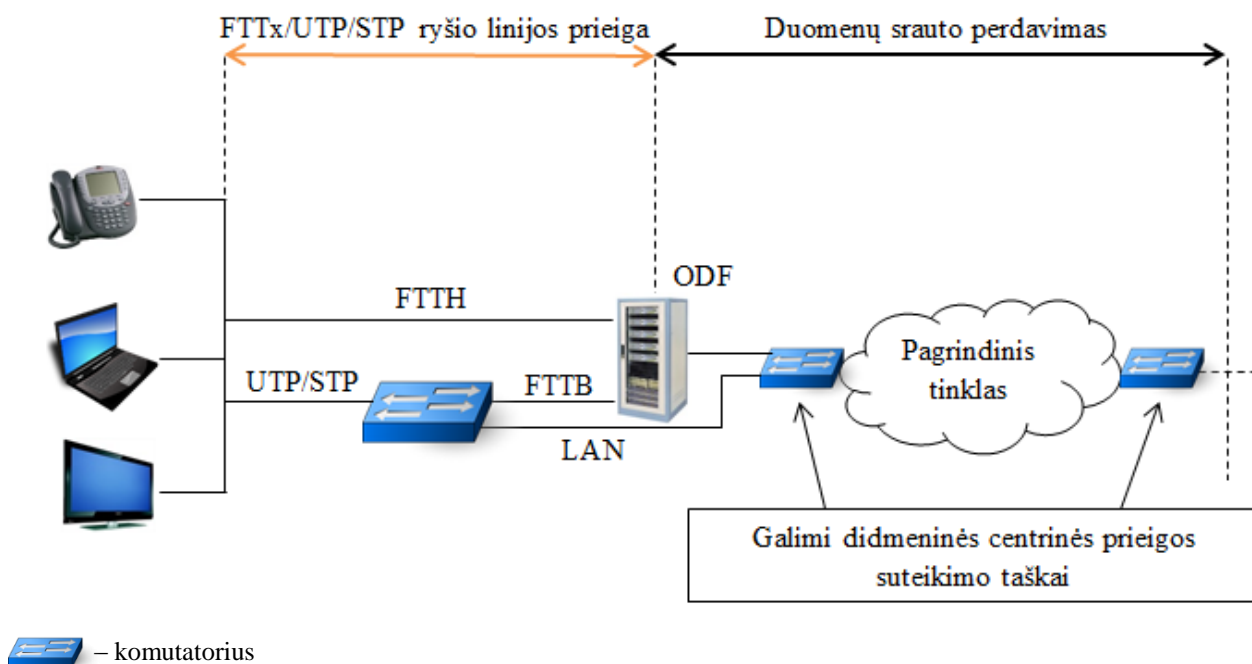 FTTx/UTP/STP ryšio linijos prieiga
Duomenų srauto perdavimas
ODF
FTTH
Pagrindinis
tinklas
UTP/STP
FTTB
LAN
Galimi didmeninės centrinės prieigos
suteikimo taškai
– komutatorius